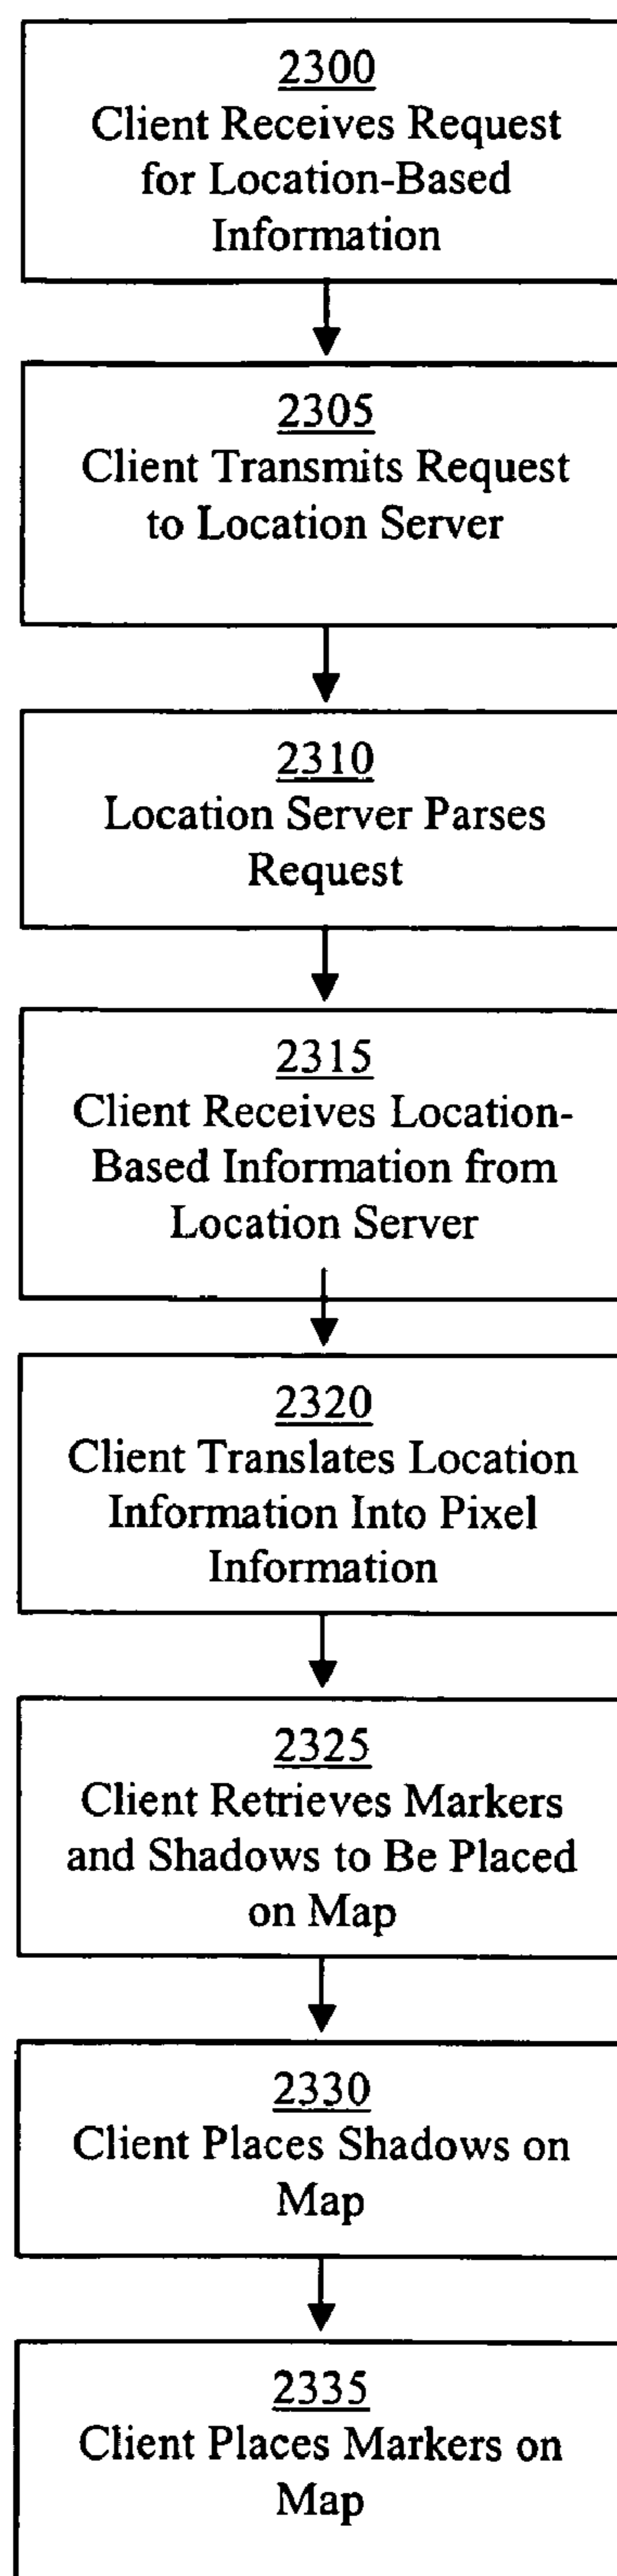 2300
Client Receives Request
for Location-Based
Information
2305
Client Transmits Request
to Location Server
2310
Location Server Parses
Request
2315
Client Receives Location-
Based Information from
Location Server
2320
Client Translates Location
Information Into Pixel
Information
2325
Client Retrieves Markers
and Shadows to Be Placed
on Map
2330
Client Places Shadows on
Map
2335
Client Places Markers on
Map